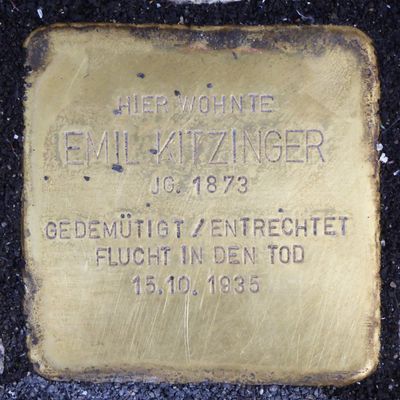 HIER WOHNTE
EMIL KITZINGER
JG. 1873
GEDEMÜTIGT / ENTRECHTET
FLUCHT IN DEN TOD
15.10.1935